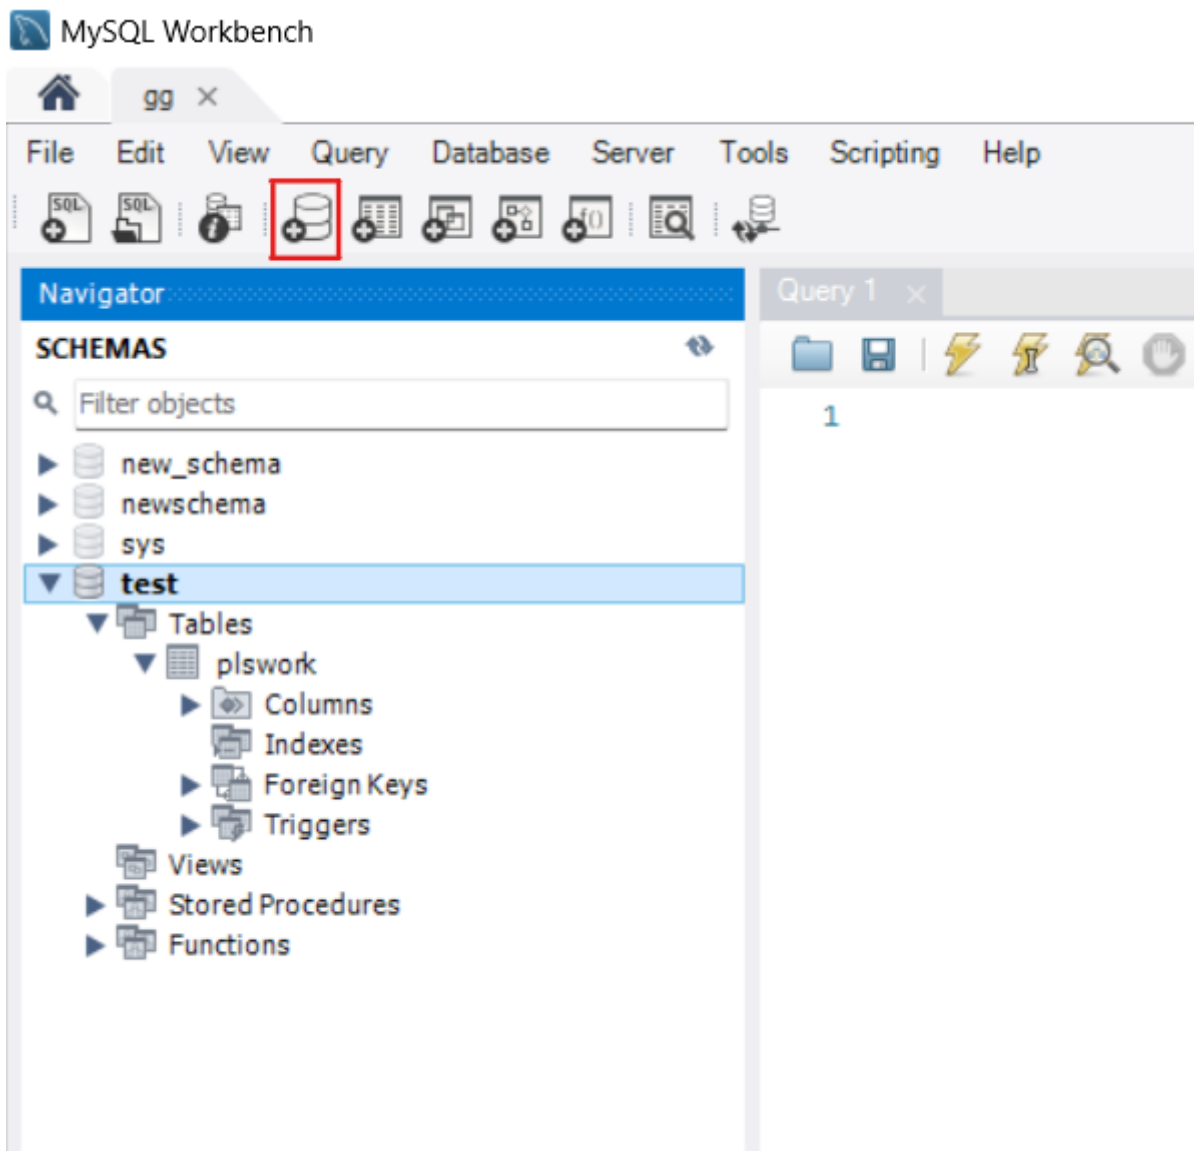 MySQL Workbench
gg
File Edit View Query Database Server Tools Scripting Help
SQL SQL i f()
Navigator
Query 1
SCHEMAS
Filter objects
1
new_schema
newschema
sys
test
Tables
plswork
Columns
Indexes
Foreign Keys
Triggers
Views
Stored Procedures
Functions